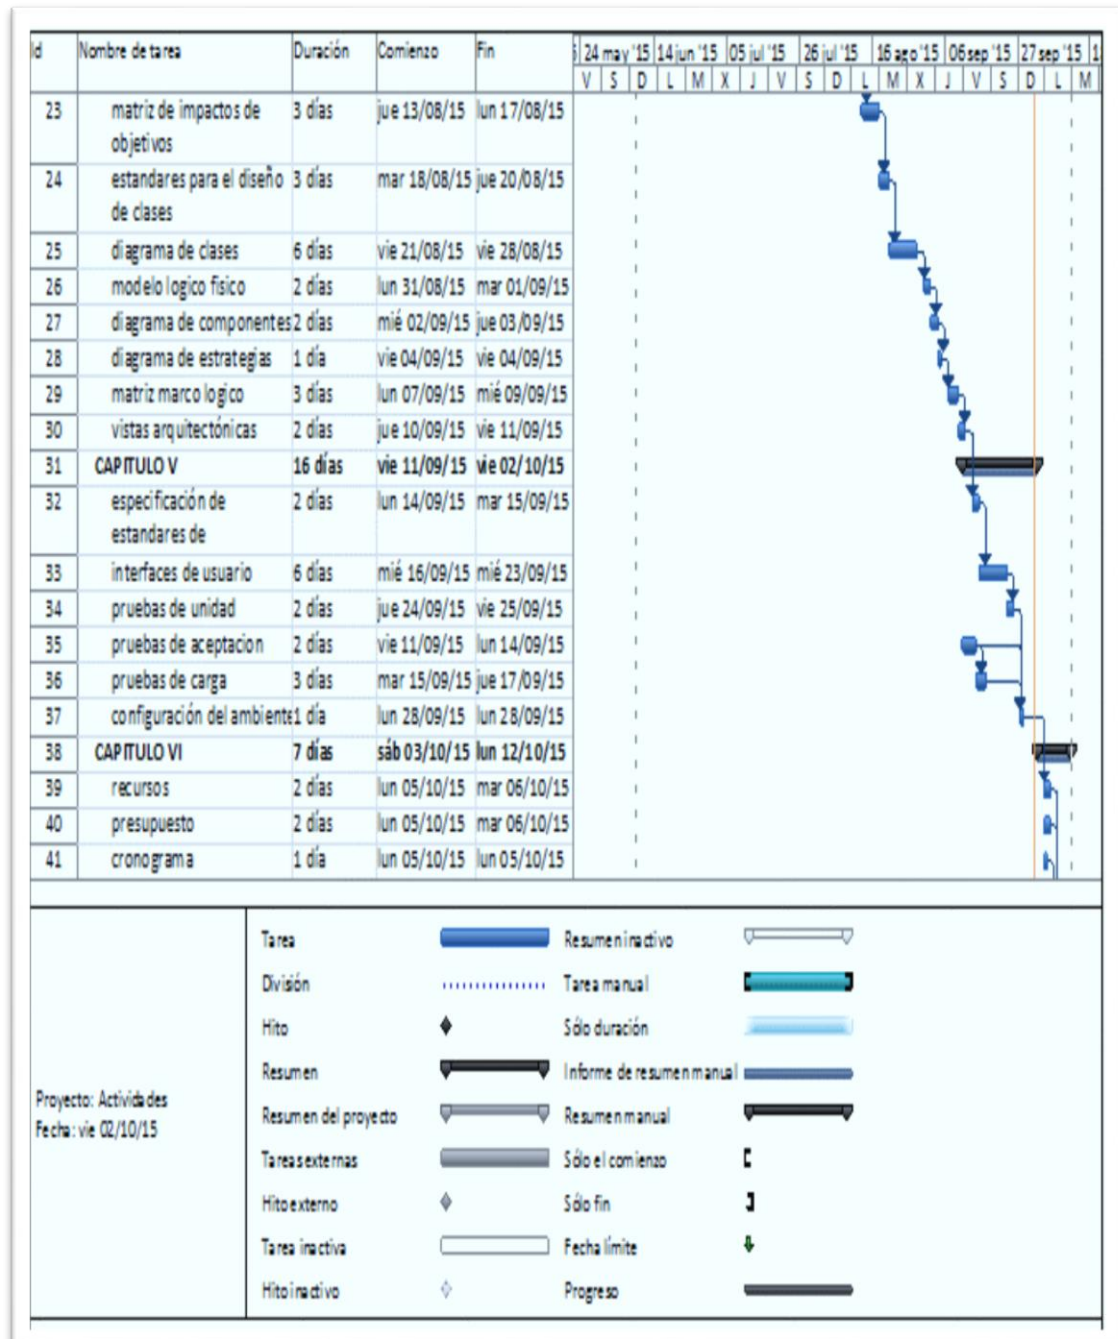 Id Nombre de tarea Duración Comienzo Fin 24 may '15 14 jun '15 05 jul '15 26 jul '15 16 ago '15 06 sep '15 27 sep '15
V S D L M X J V S D L M X J V S D L M
23 matriz de impactos de 3 días jue 13/08/15 lun 17/08/15
objetivos
24 estandares para el diseño 3 días mar 18/08/15 jue 20/08/15
de clases
25 diagrama de clases 6 días vie 21/08/15 vie 28/08/15
26 modelo logico fisico 2 días lun 31/08/15 mar 01/09/15
27 diagrama de componentes 2 días mié 02/09/15 jue 03/09/15
28 diagrama de estrategias 1 día vie 04/09/15 vie 04/09/15
29 matriz marco logico 3 días lun 07/09/15 mié 09/09/15
30 vistas arquitectónicas 2 días jue 10/09/15 vie 11/09/15
31 CAPITULO V 16 días vie 11/09/15 vie 02/10/15
32 especificación de 2 días lun 14/09/15 mar 15/09/15
estandares de
33 interfaces de usuario 6 días mié 16/09/15 mié 23/09/15
34 pruebas de unidad 2 días jue 24/09/15 vie 25/09/15
35 pruebas de aceptacion 2 días vie 11/09/15 lun 14/09/15
36 pruebas de carga 3 días mar 15/09/15 jue 17/09/15
37 configuración del ambiente 1 día lun 28/09/15 lun 28/09/15
38 CAPITULO VI 7 días sáb 03/10/15 lun 12/10/15
39 recursos 2 días lun 05/10/15 mar 06/10/15
40 presupuesto 2 días lun 05/10/15 mar 06/10/15
41 cronograma 1 día lun 05/10/15 lun 05/10/15
Proyecto: Actividades
Fecha: vie 02/10/15
Tarea
División
Hito
Resumen
Resumen del proyecto
Tareas externas
Hito externo
Tarea inactiva
Hito inactivo
Resumen inactivo
Tarea manual
Sólo duración
Informe de resumen manual
Resumen manual
Sólo el comienzo
Sólo fin
Fecha límite
Progreso